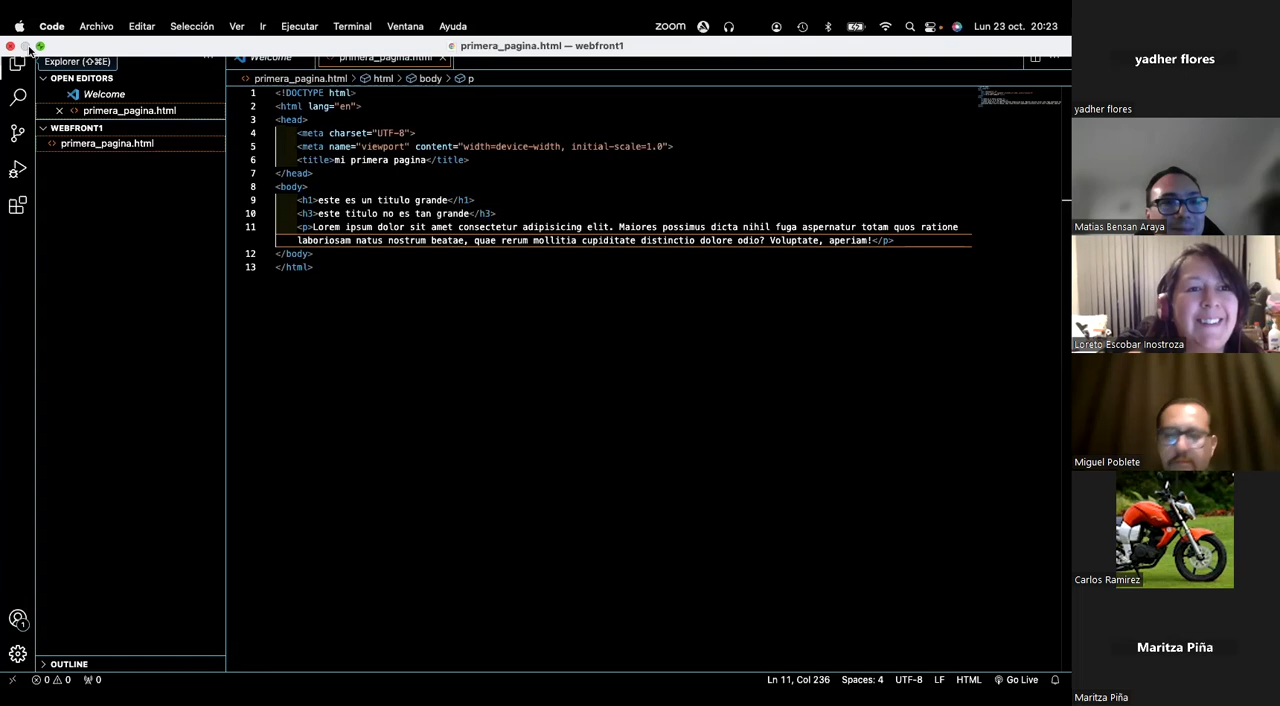 Code Archivo Editar Selección Ver Ir Ejecutar Terminal Ventana Ayuda zoom Lun 23 oct. 20:23
primera_pagina.html — webfront1
Explorer (⇧⌘E)
Welcome primera_pagina.html
OPEN EDITORS
Welcome
primera_pagina.html
WEBFRONT1
primera_pagina.html
primera_pagina.html > html > body > p
1 <!DOCTYPE html>
2 <html lang="en">
3 <head>
4 <meta charset="UTF-8">
5 <meta name="viewport" content="width=device-width, initial-scale=1.0">
6 <title>mi primera pagina</title>
7 </head>
8 <body>
9 <h1>este es un titulo grande</h1>
10 <h3>este titulo no es tan grande</h3>
11 <p>Lorem ipsum dolor sit amet consectetur adipisicing elit. Maiores possimus dicta nihil fuga aspernatur totam quos ratione
laboriosam natus nostrum beatae, quae rerum mollitia cupiditate distinctio dolore odio? Voluptate, aperiam!</p>
12 </body>
13 </html>
OUTLINE
1
0 0 0
Ln 11, Col 236 Spaces: 4 UTF-8 LF HTML Go Live
yadher flores
yadher flores
Matias Bensan Araya
Loreto Escobar Inostroza
Miguel Poblete
Carlos Ramirez
Maritza Piña
Maritza Piña